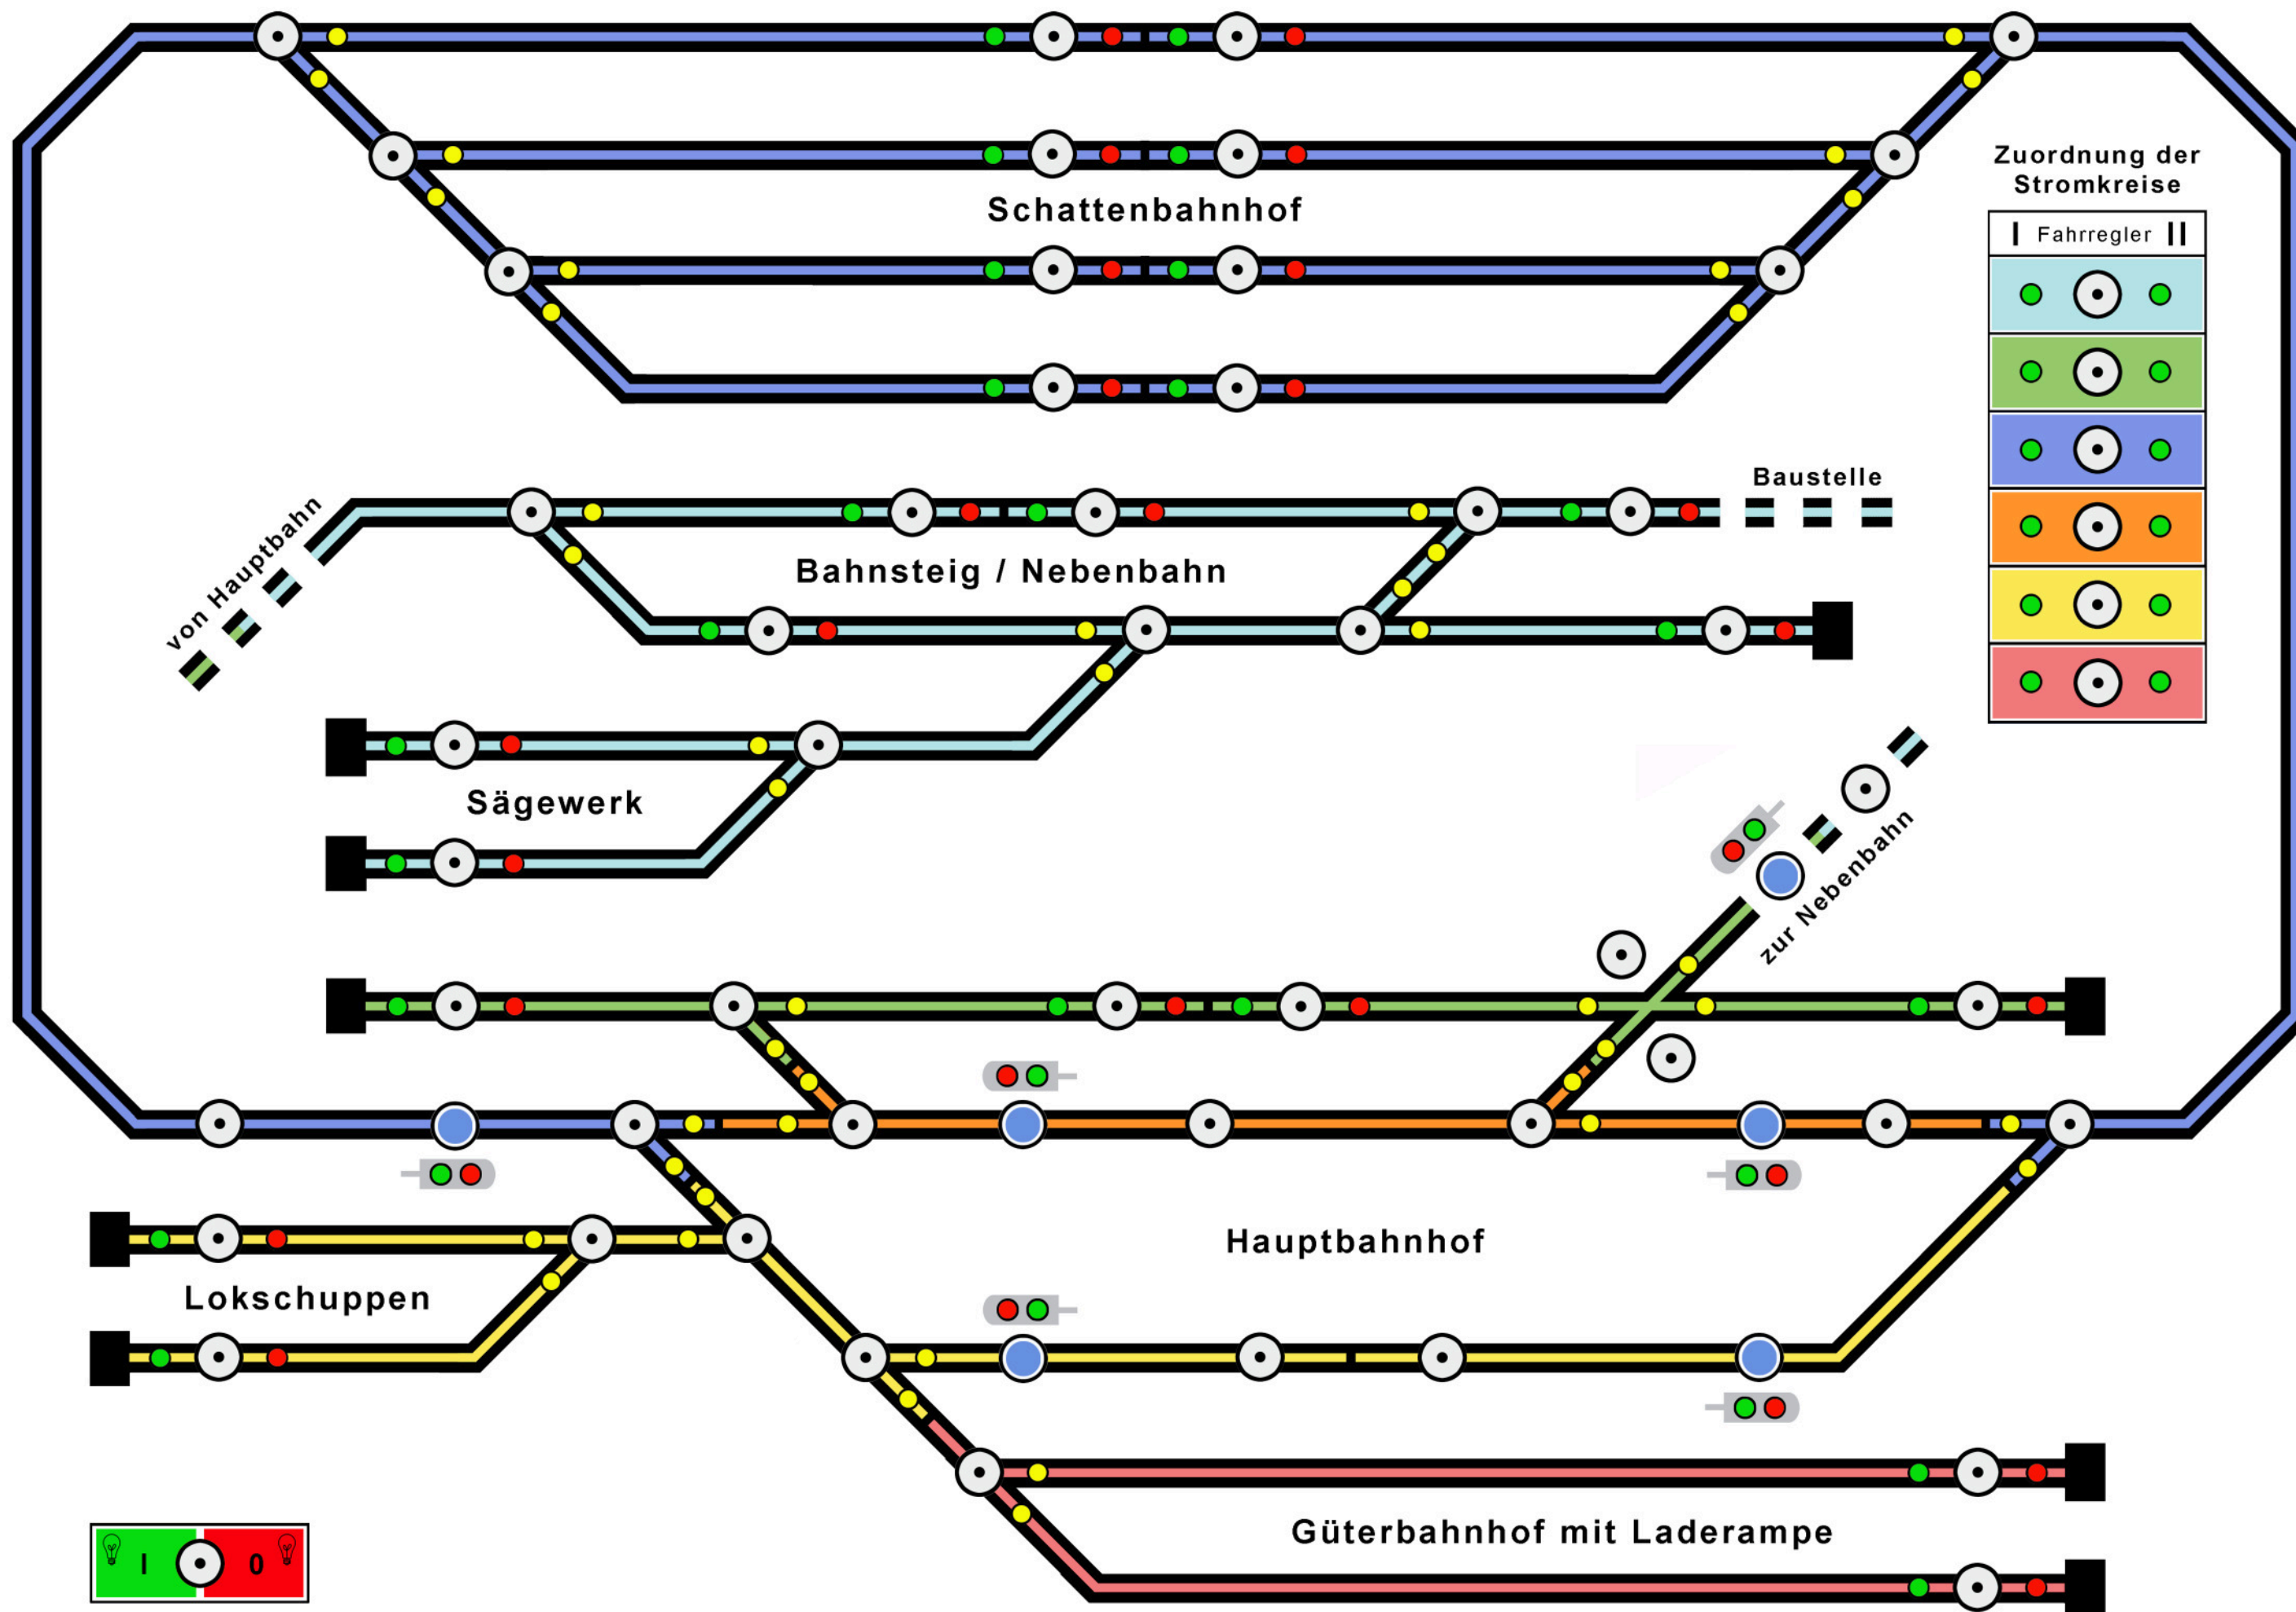 Zuordnung der
Stromkreise
I Fahrregler II
Schattenbahnhof
Baustelle
von Hauptbahn
Bahnsteig / Nebenbahn
Sägewerk
zur Nebenbahn
Hauptbahnhof
Lokschuppen
Güterbahnhof mit Laderampe
I 0